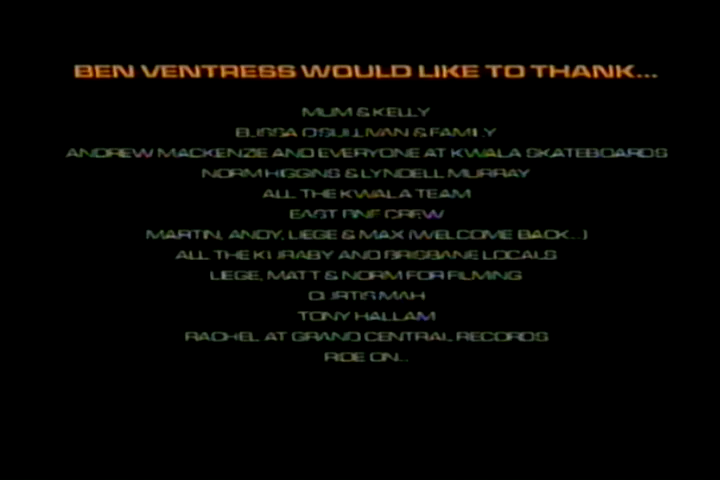 BEN VENTRESS WOULD LIKE TO THANK...
MUM & KELLY
ELISSA O'SULLIVAN & FAMILY
ANDREW MACKENZIE AND EVERYONE AT KWALA SKATEBOARDS
NORM HIGGINS & LYNDELL MURRAY
ALL THE KWALA TEAM
EAST BNE CREW
MARTIN, ANDY, LIEGE & MAX (WELCOME BACK...)
ALL THE KURABY AND BRISBANE LOCALS
LIEGE, MATT & NORM FOR FILMING
CURTIS MAH
TONY HALLAM
RACHEL AT GRAND CENTRAL RECORDS
RIDE ON...